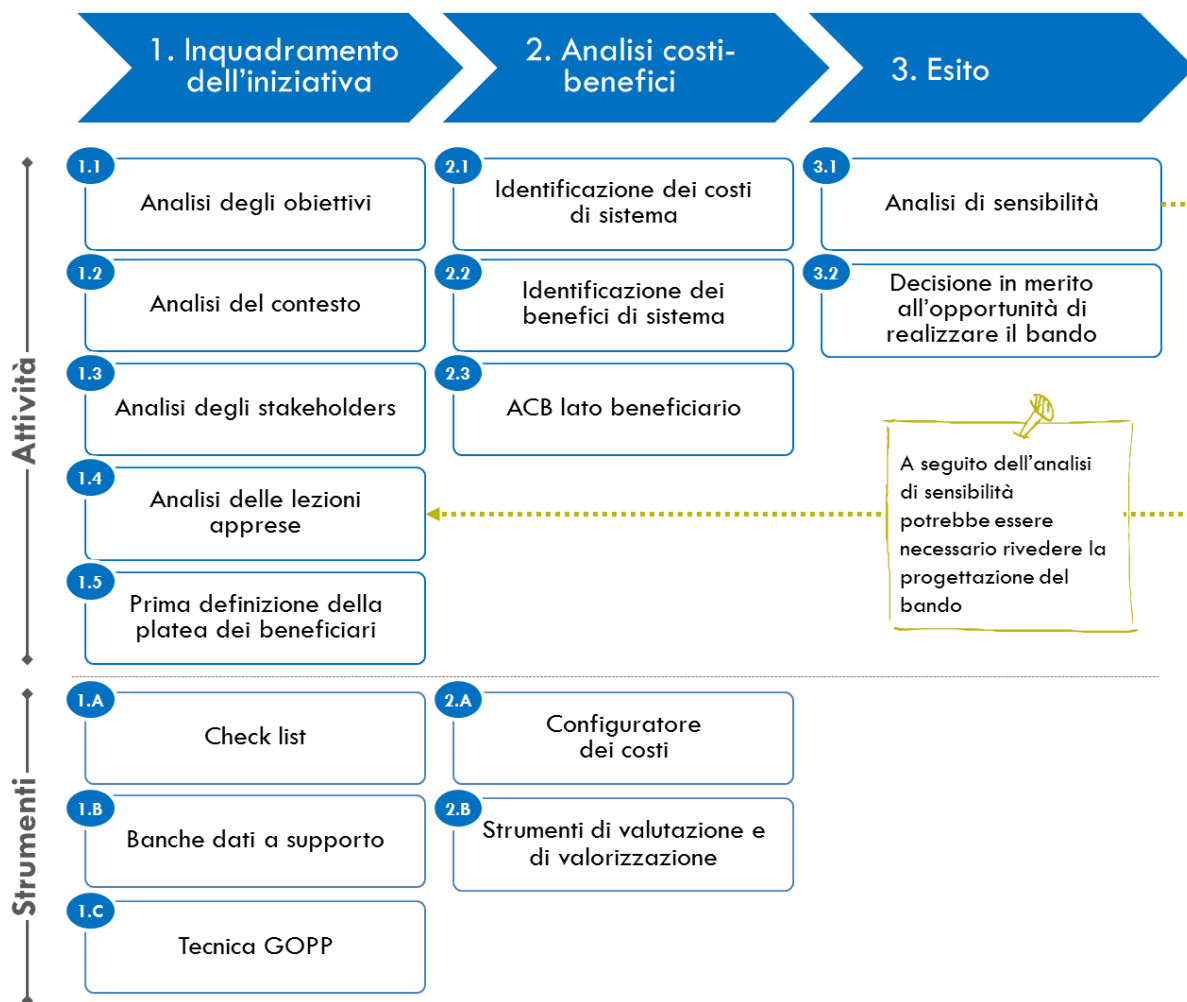 1. Inquadramento
dell'iniziativa
2. Analisi costi-
benefici
3. Esito
Attività
1.1
Analisi degli obiettivi
1.2
Analisi del contesto
1.3
Analisi degli stakeholders
1.4
Analisi delle lezioni
apprese
1.5
Prima definizione della
platea dei beneficiari
2.1
Identificazione dei costi
di sistema
2.2
Identificazione dei
benefici di sistema
2.3
ACB lato beneficiario
3.1
Analisi di sensibilità
3.2
Decisione in merito
all'opportunità di
realizzare il bando
A seguito dell'analisi
di sensibilità
potrebbe essere
necessario rivedere la
progettazione del
bando
Strumenti
1.A
Check list
1.B
Banche dati a supporto
1.C
Tecnica GOPP
2.A
Configuratore
dei costi
2.B
Strumenti di valutazione e
di valorizzazione